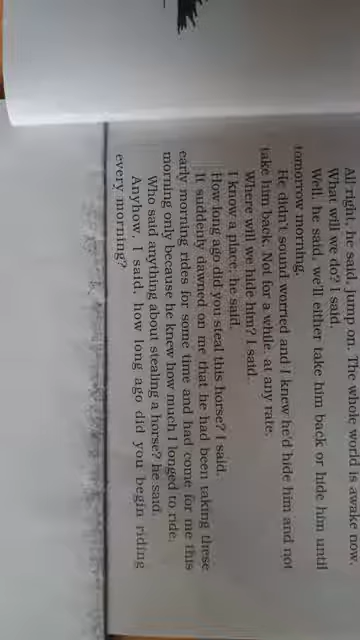 All right, he said, jump on. The whole world is awake now.
What will we do? I said.
Well, he said, we'll either take him back or hide him until
tomorrow morning.
He didn't sound worried and I knew he'd hide him and not
take him back. Not for a while, at any rate.
Where will we hide him? I said.
I know a place, he said.
How long ago did you steal this horse? I said.
It suddenly dawned on me that he had been taking these
early morning rides for some time and had come for me this
morning only because he knew how much I longed to ride.
Who said anything about stealing a horse? he said.
Anyhow, I said, how long ago did you begin riding
every morning?